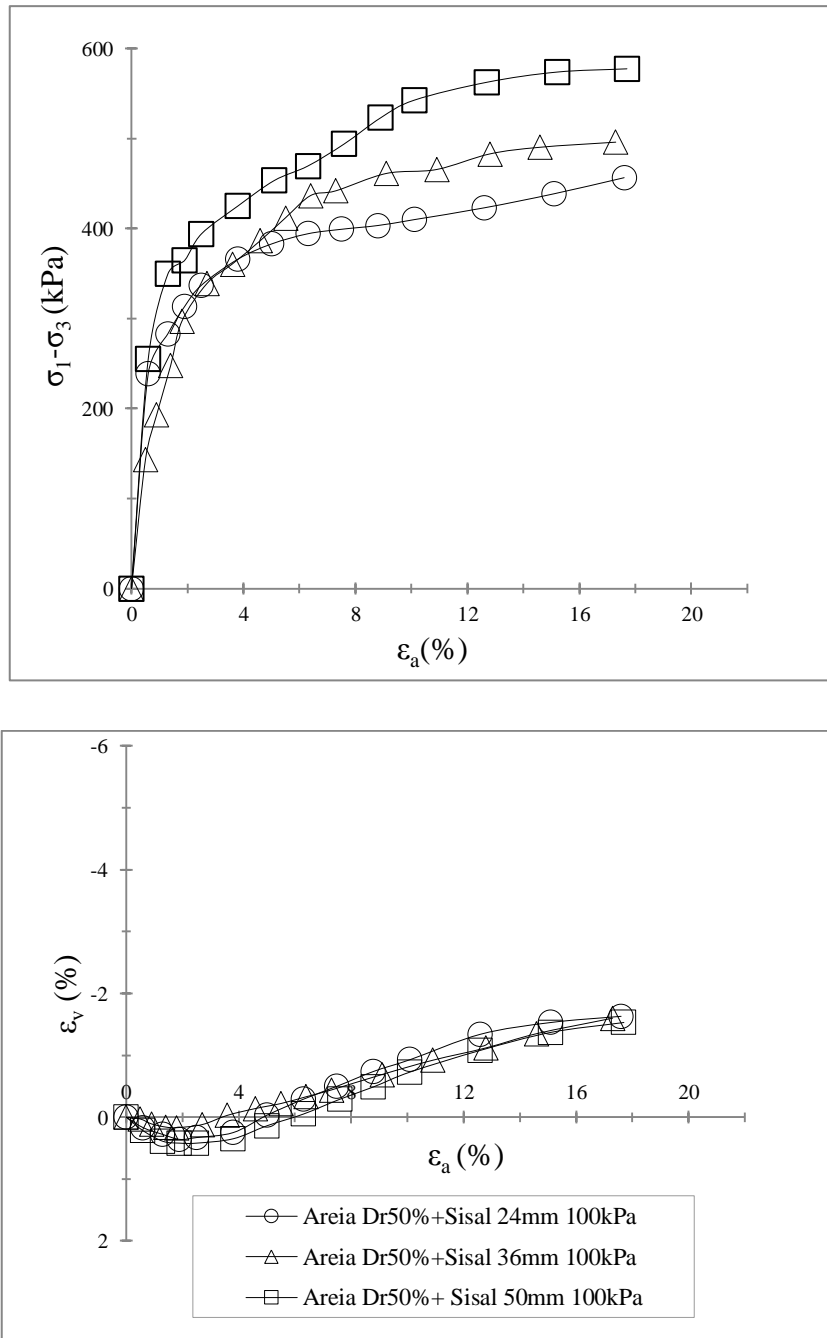 600
400
200
0
σ1-σ3 (kPa)
0 4 8 12 16 20
εa(%)
-6
-4
-2
0
2
εv (%)
0 4 8 12 16 20
εa (%)
Areia Dr50%+Sisal 24mm 100kPa
Areia Dr50%+Sisal 36mm 100kPa
Areia Dr50%+ Sisal 50mm 100kPa